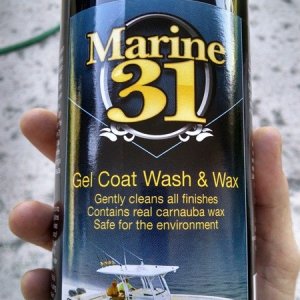 Marine
31
Gel Coat Wash & Wax
Gently cleans all finishes
Contains real carnauba wax
Safe for the environment